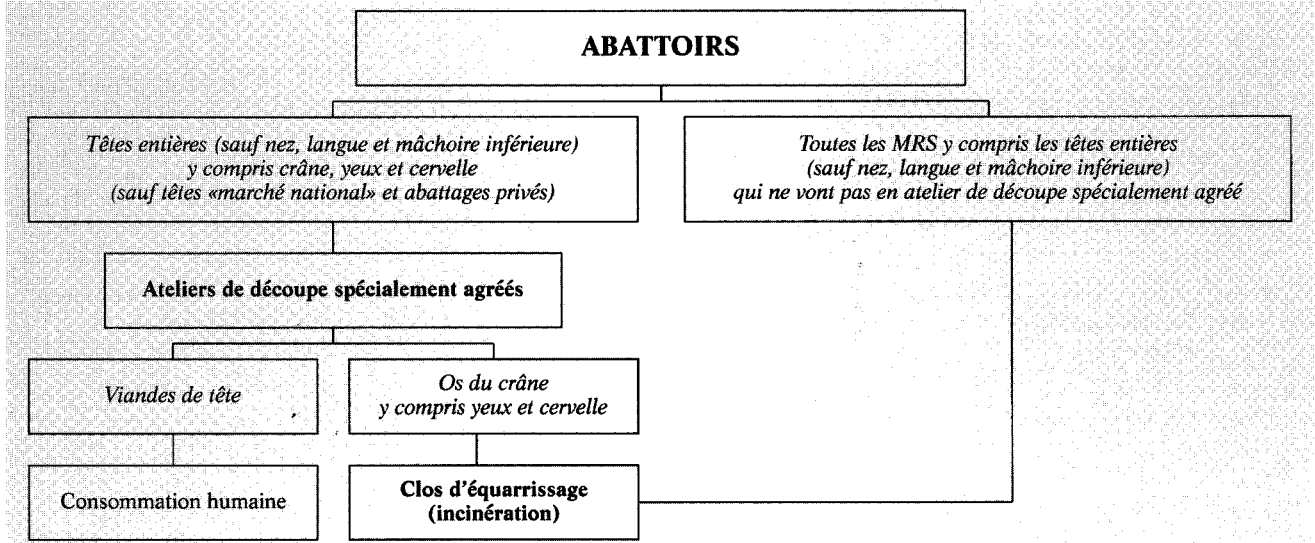 ABATTOIRS
Têtes entières (sauf nez, langue et mâchoire inférieure)
y compris crâne, yeux et cervelle
(sauf têtes «marché national» et abattages privés)
Toutes les MRS y compris les têtes entières
(sauf nez, langue et mâchoire inférieure)
qui ne vont pas en atelier de découpe spécialement agréé
Ateliers de découpe spécialement agréés
Viandes de tête
Os du crâne
y compris yeux et cervelle
Consommation humaine
Clos d'équarrissage
(incinération)